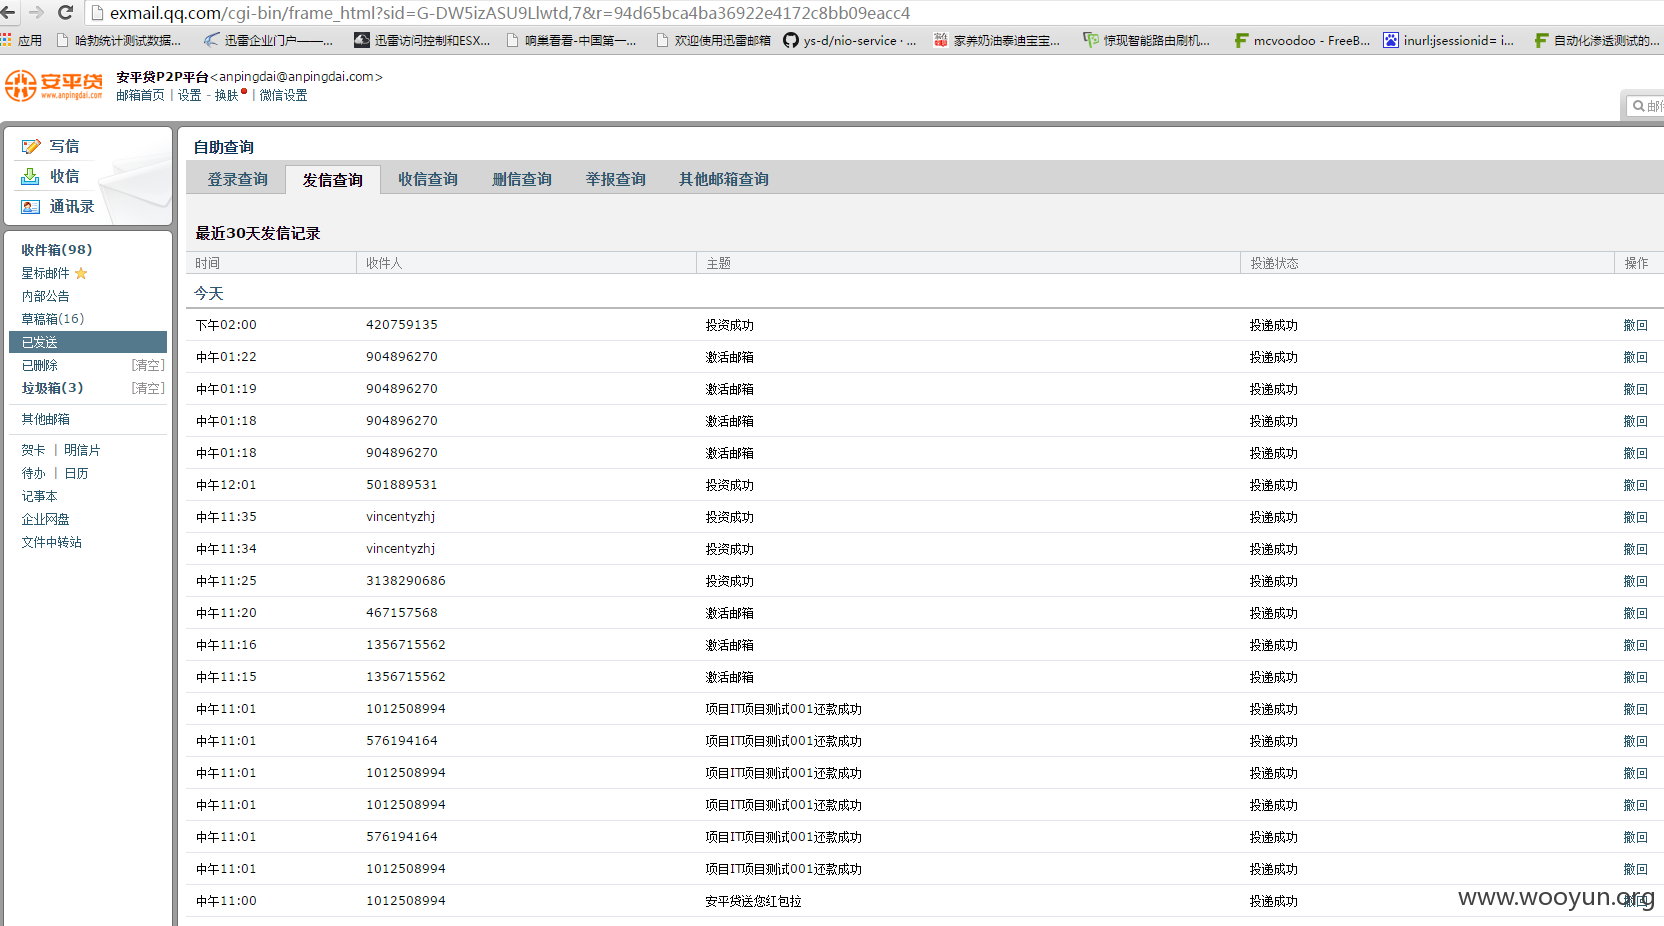 exmail.qq.com/cgi-bin/frame_html?sid=G-DW5izASU9Llwtd,7&r=94d65bca4ba36922e4172c8bb09eacc4
应用 哈勃统计测试数据... 迅雷企业门户——... 迅雷访问控制和ESX... 响巢看看-中国第一... 欢迎使用迅雷邮箱 ys-d/nio-service · ... 家养奶油泰迪宝宝... 惊现智能路由刷机... mcvoodoo - FreeB... inurl:jsessionid= i... 自动化渗透测试的...
安平贷 www.anpingdai.com
安平贷P2P平台<anpingdai@anpingdai.com>
邮箱首页 | 设置 - 换肤 | 微信设置
写信
收信
通讯录
收件箱(98)
星标邮件
内部公告
草稿箱(16)
已发送
已删除 [清空]
垃圾箱(3) [清空]
其他邮箱
贺卡 | 明信片
待办 | 日历
记事本
企业网盘
文件中转站
自助查询
登录查询 发信查询 收信查询 删信查询 举报查询 其他邮箱查询
最近30天发信记录
时间 收件人 主题 投递状态 操作
今天
下午02:00 420759135 投资成功 投递成功 撤回
中午01:22 904896270 激活邮箱 投递成功 撤回
中午01:19 904896270 激活邮箱 投递成功 撤回
中午01:18 904896270 激活邮箱 投递成功 撤回
中午01:18 904896270 激活邮箱 投递成功 撤回
中午12:01 501889531 投资成功 投递成功 撤回
中午11:35 vincentyzhj 投资成功 投递成功 撤回
中午11:34 vincentyzhj 投资成功 投递成功 撤回
中午11:25 3138290686 投资成功 投递成功 撤回
中午11:20 467157568 激活邮箱 投递成功 撤回
中午11:16 1356715562 激活邮箱 投递成功 撤回
中午11:15 1356715562 激活邮箱 投递成功 撤回
中午11:01 1012508994 项目IT项目测试001还款成功 投递成功 撤回
中午11:01 576194164 项目IT项目测试001还款成功 投递成功 撤回
中午11:01 1012508994 项目IT项目测试001还款成功 投递成功 撤回
中午11:01 1012508994 项目IT项目测试001还款成功 投递成功 撤回
中午11:01 576194164 项目IT项目测试001还款成功 投递成功 撤回
中午11:01 1012508994 项目IT项目测试001还款成功 投递成功 撤回
中午11:00 1012508994 安平贷送您红包拉 投递成功 撤回
www.wooyun.org